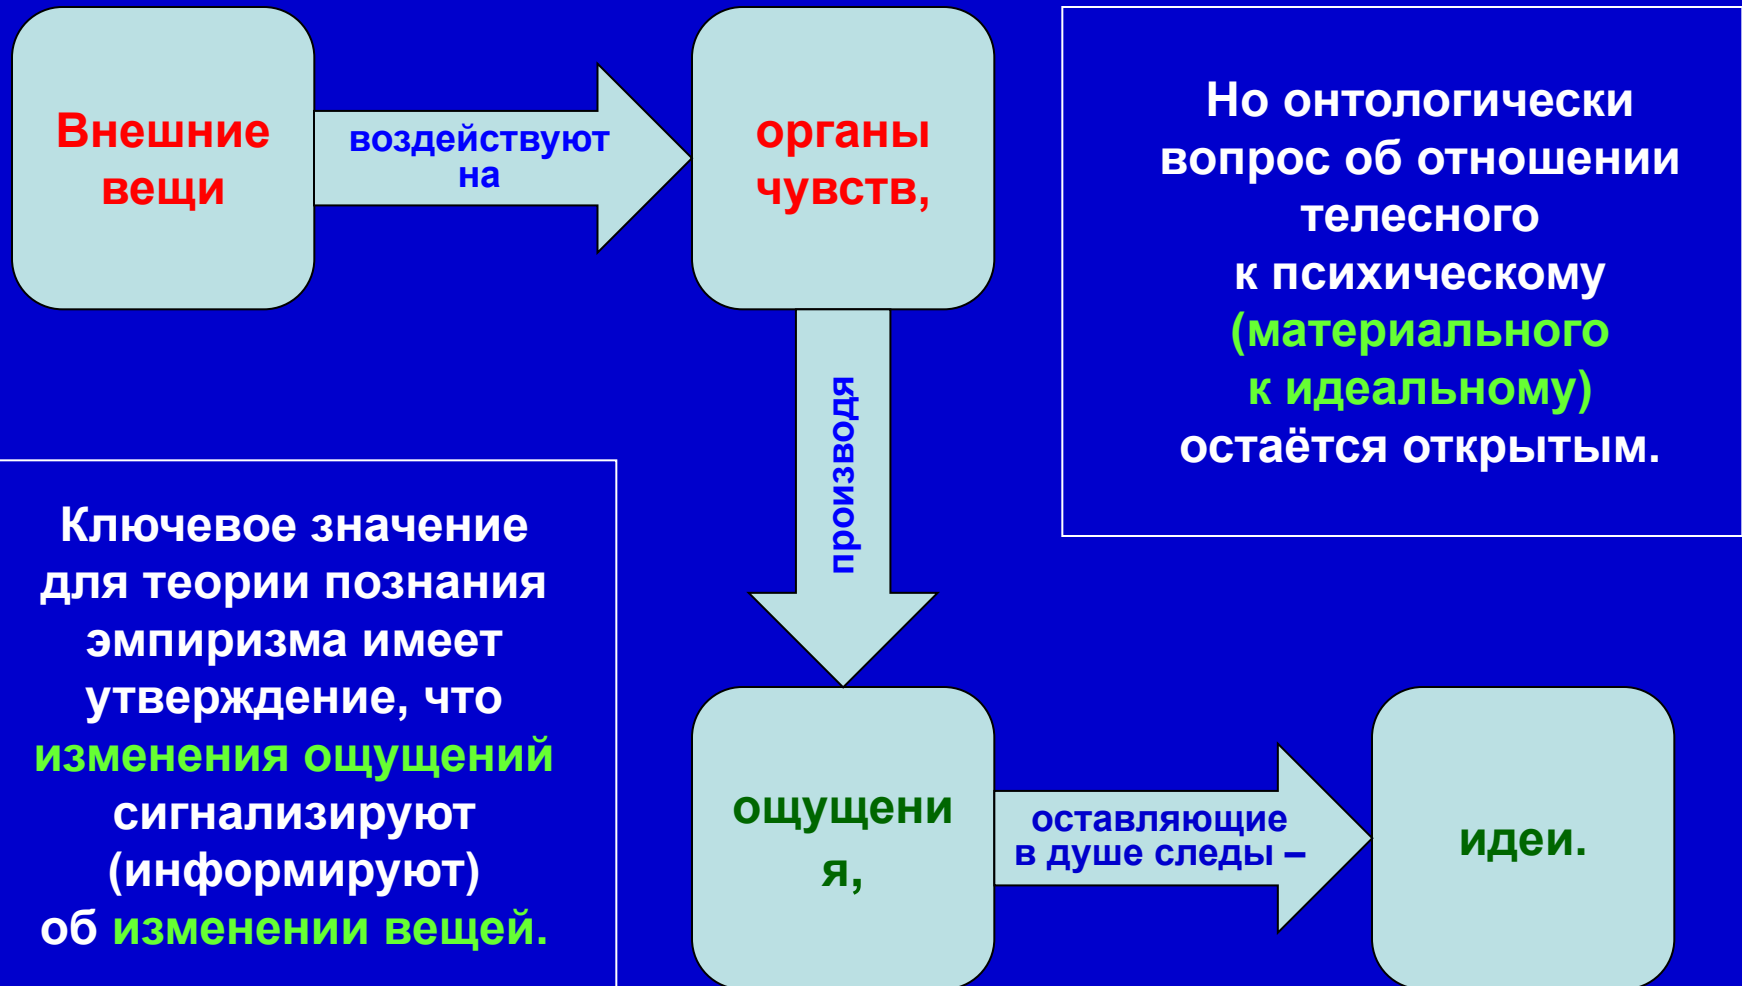 Внешние
вещи
воздействуют
на
органы
чувств,
Но онтологически
вопрос об отношении
телесного
к психическому
(материального
к идеальному)
остаётся открытым.
производя
Ключевое значение
для теории познания
эмпиризма имеет
утверждение, что
изменения ощущений
сигнализируют
(информируют)
об изменении вещей.
ощущени
я,
оставляющие
в душе следы –
идеи.